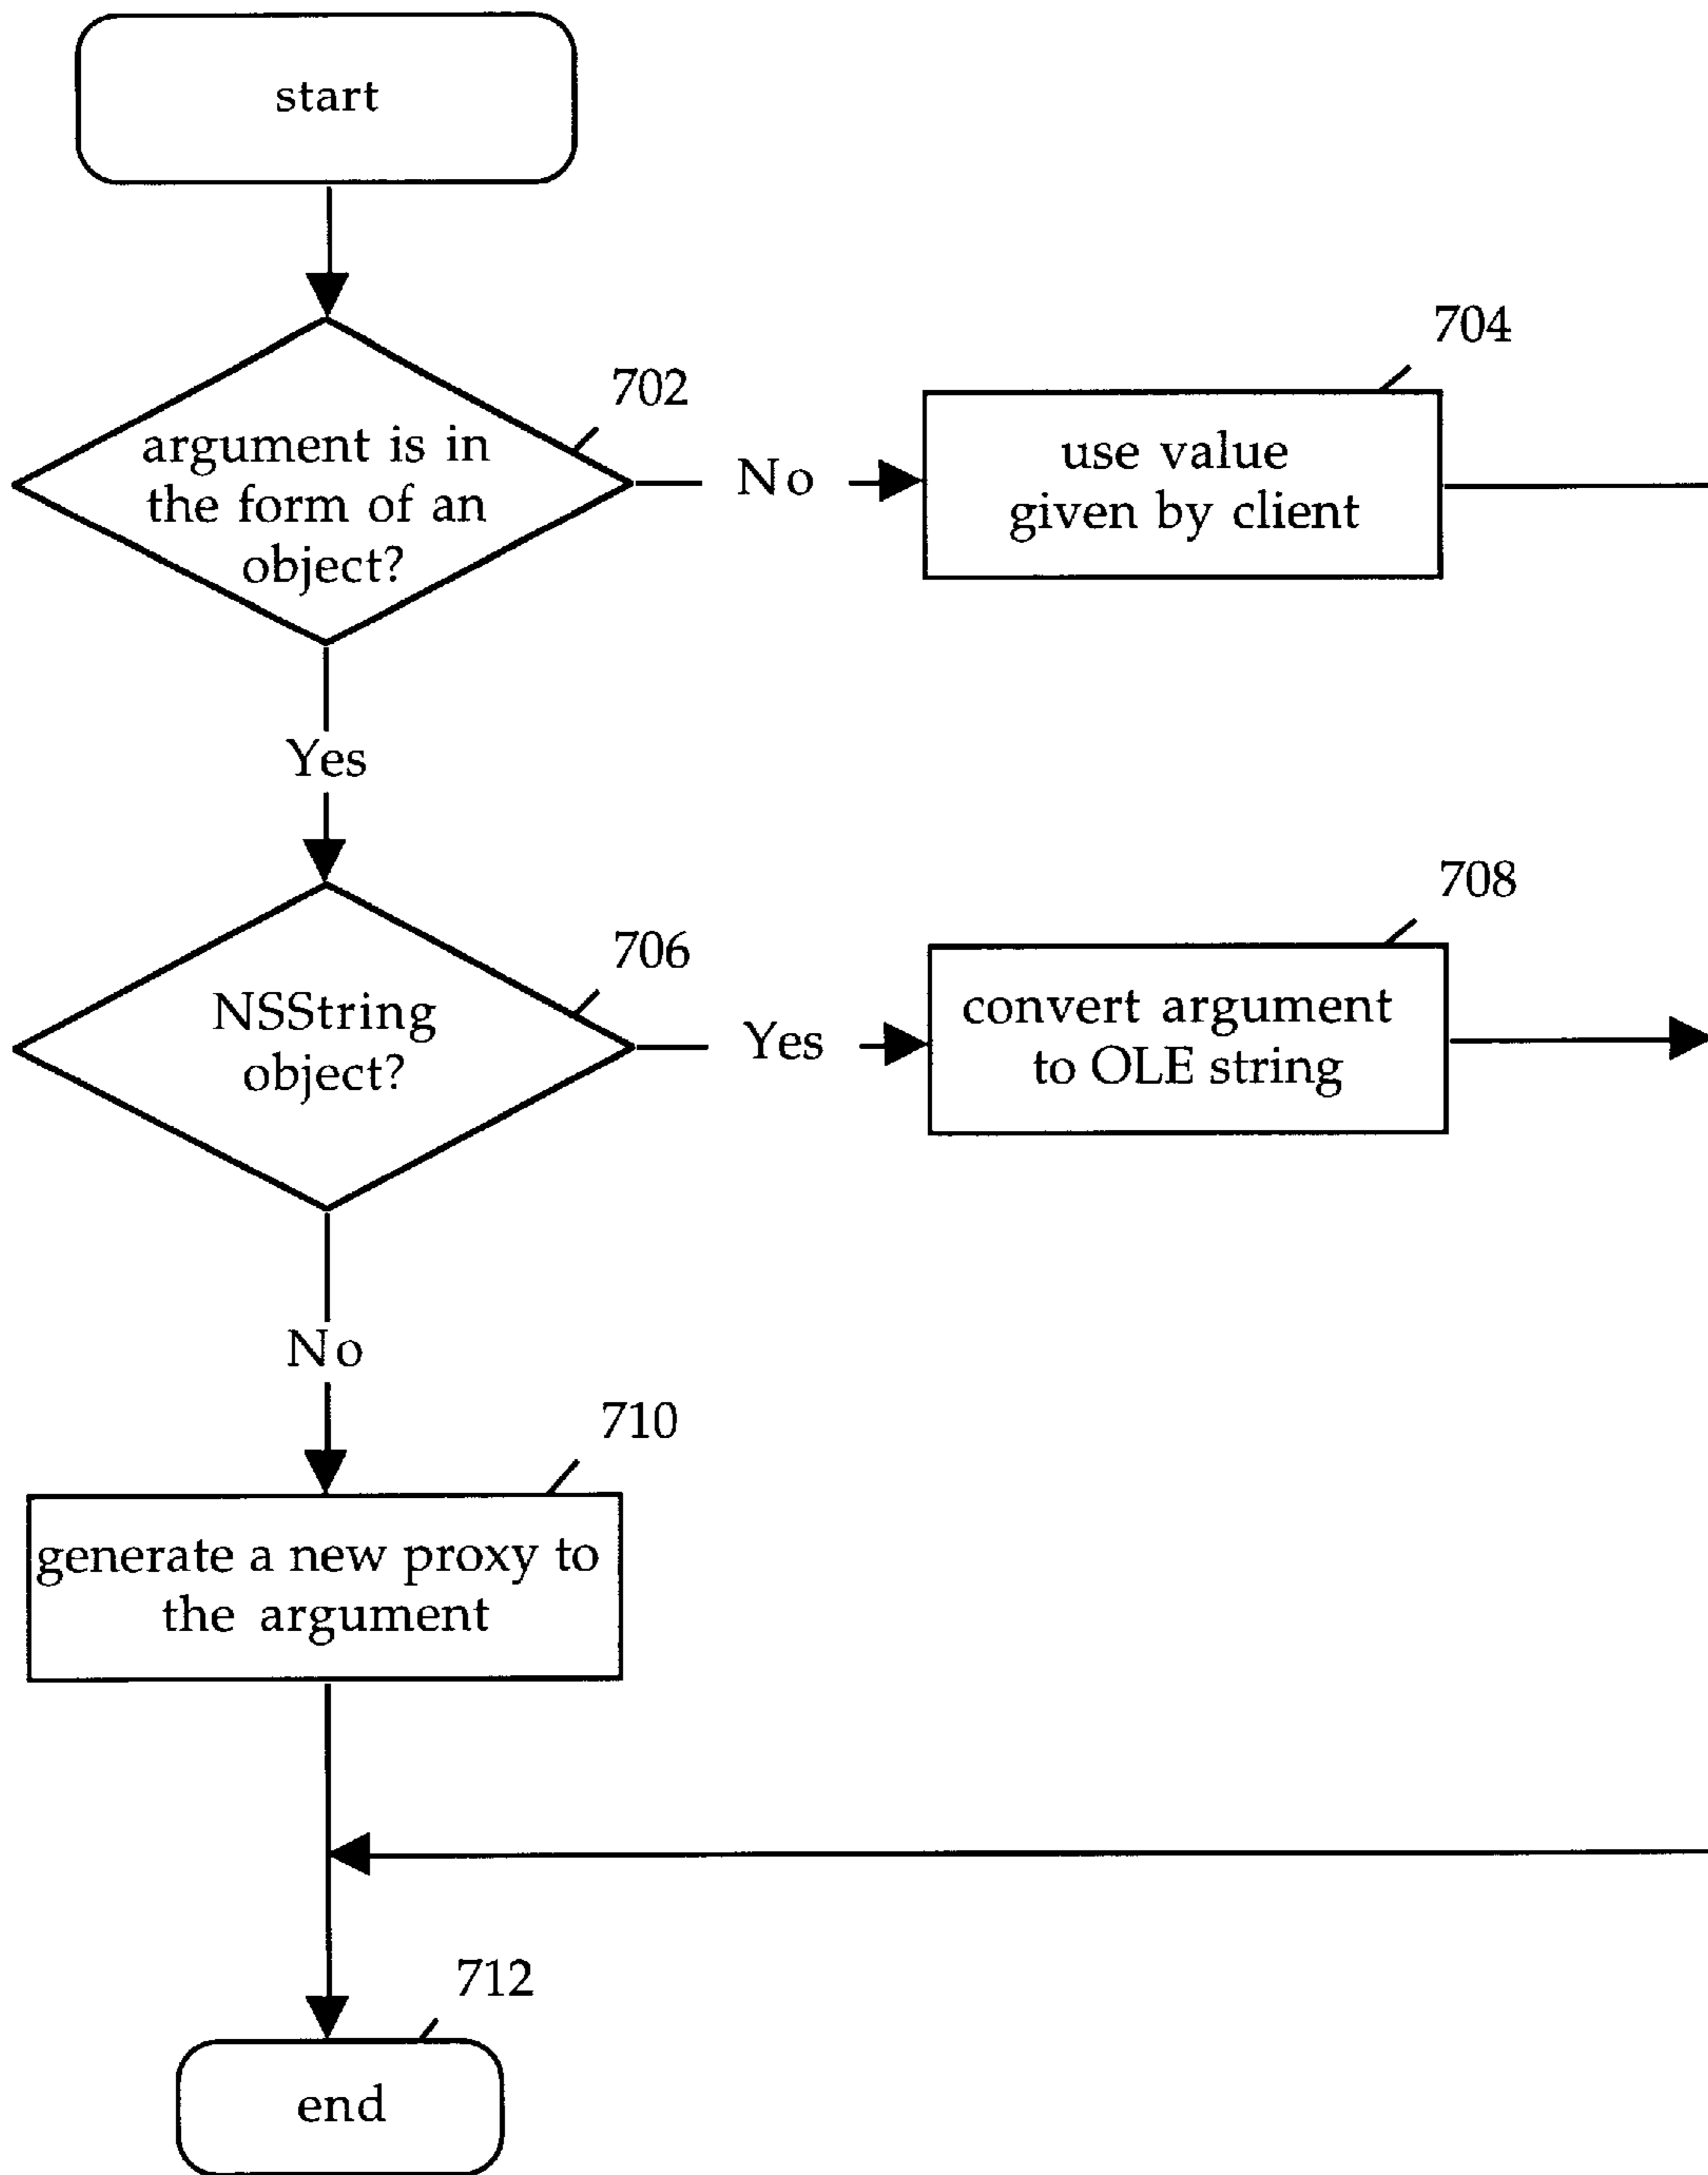 start
702
argument is in
the form of an
object?
No
704
use value
given by client
Yes
706
NSString
object?
Yes
708
convert argument
to OLE string
No
710
generate a new proxy to
the argument
712
end